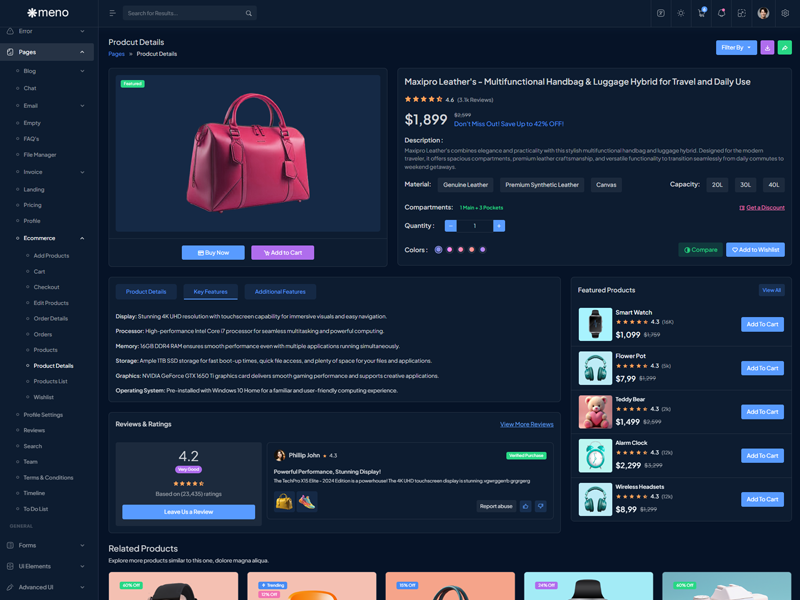 meno
Search for Results...
4
Error
Pages
Blog
Chat
Email
Empty
FAQ's
File Manager
Invoice
Landing
Pricing
Profile
Ecommerce
Add Products
Cart
Checkout
Edit Products
Order Details
Orders
Products
Product Details
Products List
Wishlist
Profile Settings
Reviews
Search
Team
Terms & Conditions
Timeline
To Do List
GENERAL
Forms
UI Elements
Advanced UI
Prodcut Details
Pages » Prodcut Details
Filter By
Featured
Buy Now
Add to Cart
Maxipro Leather's - Multifunctional Handbag & Luggage Hybrid for Travel and Daily Use
4.6 (3.1k Reviews)
$1,899 $2,599
Don't Miss Out! Save Up to 42% OFF!
Description :
Maxipro Leather's combines elegance and practicality with this stylish multifunctional handbag and luggage hybrid. Designed for the modern
traveler, it offers spacious compartments, premium leather craftsmanship, and versatile functionality to transition seamlessly from daily commutes to
weekend getaways.
Material: Genuine Leather Premium Synthetic Leather Canvas Capacity: 20L 30L 40L
Compartments: 1 Main + 3 Pockets Get a Discount
Quantity : - 1 +
Colors : Compare Add to Wishlist
Product Details Key Features Additional Features
Display: Stunning 4K UHD resolution with touchscreen capability for immersive visuals and easy navigation.
Processor: High-performance Intel Core i7 processor for seamless multitasking and powerful computing.
Memory: 16GB DDR4 RAM ensures smooth performance even with multiple applications running simultaneously.
Storage: Ample 1TB SSD storage for fast boot-up times, quick file access, and plenty of space for your files and applications.
Graphics: NVIDIA GeForce GTX 1650 Ti graphics card delivers smooth gaming performance and supports creative applications.
Operating System: Pre-installed with Windows 10 Home for a familiar and user-friendly computing experience.
Featured Products View All
Smart Watch
4.3 (16K)
$1,099 $1,759
Add To Cart
Flower Pot
4.3 (5k)
$7,99 $1,299
Add To Cart
Teddy Bear
4.3 (2k)
$1,499 $2,599
Add To Cart
Alarm Clock
4.3 (12k)
$2,299 $3,299
Add To Cart
Wireless Headsets
4.3 (12k)
$8,99 $1,299
Add To Cart
Reviews & Ratings View More Reviews
4.2
Very Good
Based on (23,435) ratings
Leave Us a Review
Phillip John 4.3 Verified Purchase
Powerful Performance, Stunning Display!
The TechPro X15 Elite - 2024 Edition is a powerhouse! The 4K UHD touchscreen display is stunning xgwrggerrb grgrgwrg
Report abuse
Related Products
Explore more products similar to this one, dolore magna aliqua.
60% Off
Trending
12% Off
10% Off
24% Off
60% Off